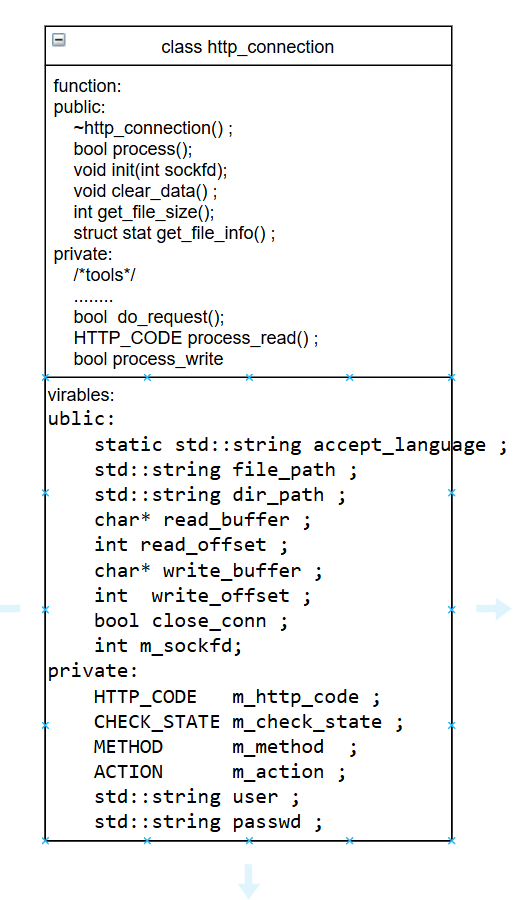 class http_connection
function:
public:
~http_connection() ;
bool process();
void init(int sockfd);
void clear_data() ;
int get_file_size();
struct stat get_file_info() ;
private:
/*tools*/
........
bool  do_request();
HTTP_CODE process_read() ;
bool process_write
virables:
ublic:
static std::string accept_language ;
std::string file_path ;
std::string dir_path ;
char* read_buffer ;
int read_offset ;
char* write_buffer ;
int  write_offset ;
bool close_conn ;
int m_sockfd;
private:
HTTP_CODE   m_http_code ;
CHECK_STATE m_check_state ;
METHOD      m_method  ;
ACTION      m_action ;
std::string user ;
std::string passwd ;